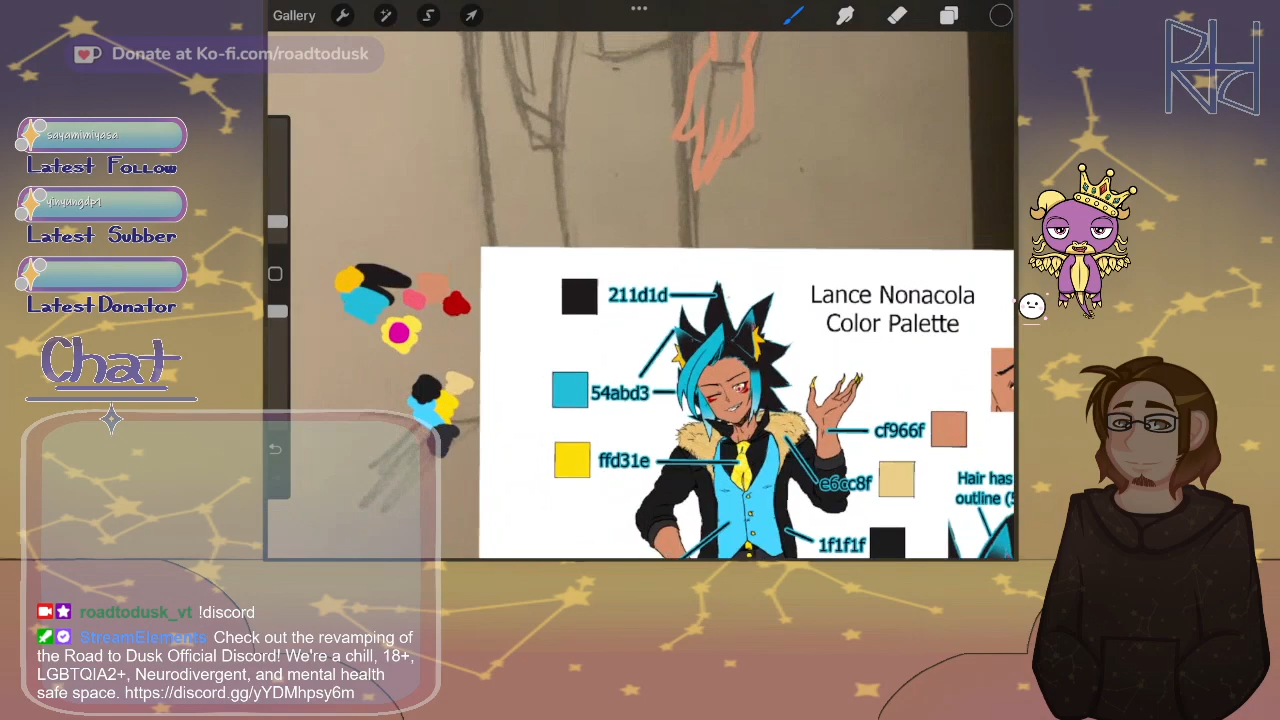 Gallery
Donate at Ko-fi.com/roadtodusk
sayamimiyasa
Latest Follow
yinyungdp1
Latest Subber
Latest Donator
Chat
roadtodusk_vt !discord
StreamElements Check out the revamping of
the Road to Dusk Official Discord! We're a chill, 18+,
LGBTQIA2+, Neurodivergent, and mental health
safe space. https://discord.gg/yYDMhpsy6m
Lance Nonacola
Color Palette
211d1d
54abd3
ffd31e
cf966f
e6cc8f
1f1f1f
Hair has
outline (5